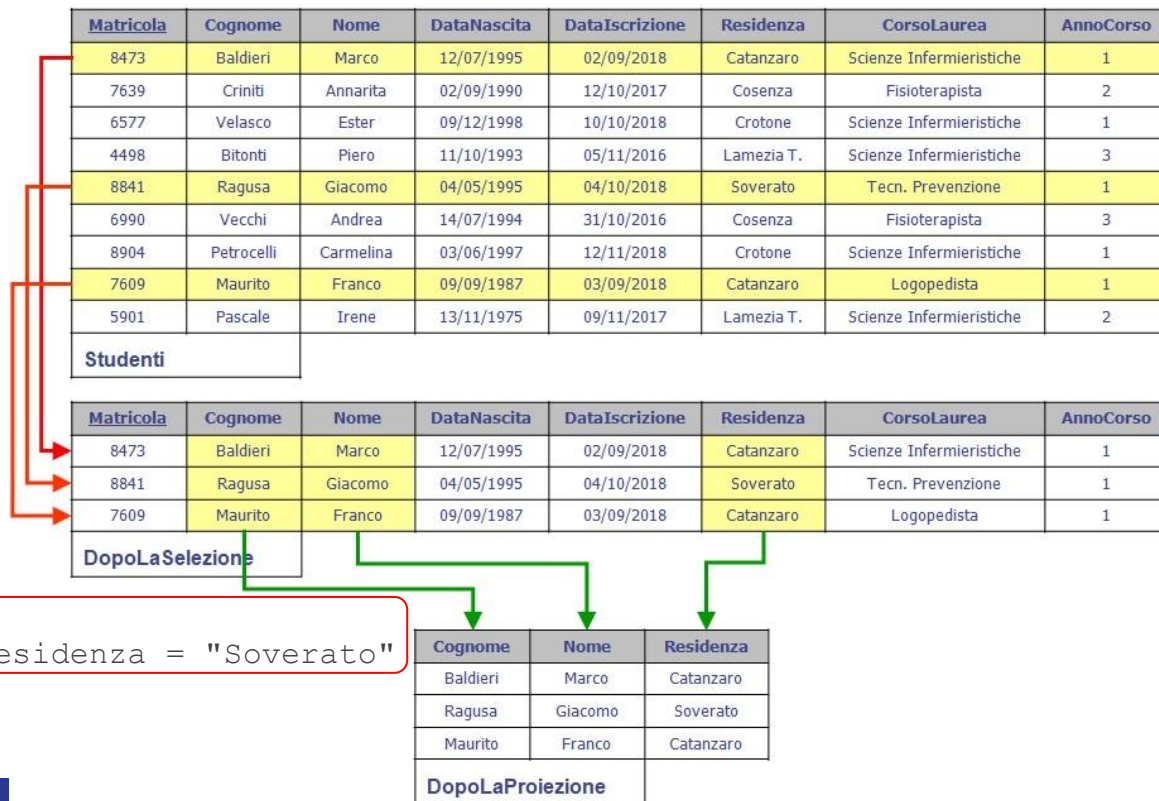 Matricola Cognome Nome DataNascita DataIscrizione Residenza CorsoLaurea AnnoCorso
8473 Baldieri Marco 12/07/1995 02/09/2018 Catanzaro Scienze Infermieristiche 1
7639 Criniti Annarita 02/09/1990 12/10/2017 Cosenza Fisioterapista 2
6577 Velasco Ester 09/12/1998 10/10/2018 Crotone Scienze Infermieristiche 1
4498 Bitonti Piero 11/10/1993 05/11/2016 Lamezia T. Scienze Infermieristiche 3
8841 Ragusa Giacomo 04/05/1995 04/10/2018 Soverato Tecn. Prevenzione 1
6990 Vecchi Andrea 14/07/1994 31/10/2016 Cosenza Fisioterapista 3
8904 Petrocelli Carmelina 03/06/1997 12/11/2018 Crotone Scienze Infermieristiche 1
7609 Maurito Franco 09/09/1987 03/09/2018 Catanzaro Logopedista 1
5901 Pascale Irene 13/11/1975 09/11/2017 Lamezia T. Scienze Infermieristiche 2
Studenti
Matricola Cognome Nome DataNascita DataIscrizione Residenza CorsoLaurea AnnoCorso
8473 Baldieri Marco 12/07/1995 02/09/2018 Catanzaro Scienze Infermieristiche 1
8841 Ragusa Giacomo 04/05/1995 04/10/2018 Soverato Tecn. Prevenzione 1
7609 Maurito Franco 09/09/1987 03/09/2018 Catanzaro Logopedista 1
DopoLaSelezione
esidenza = "Soverato"
Cognome Nome Residenza
Baldieri Marco Catanzaro
Ragusa Giacomo Soverato
Maurito Franco Catanzaro
DopoLaProiezione